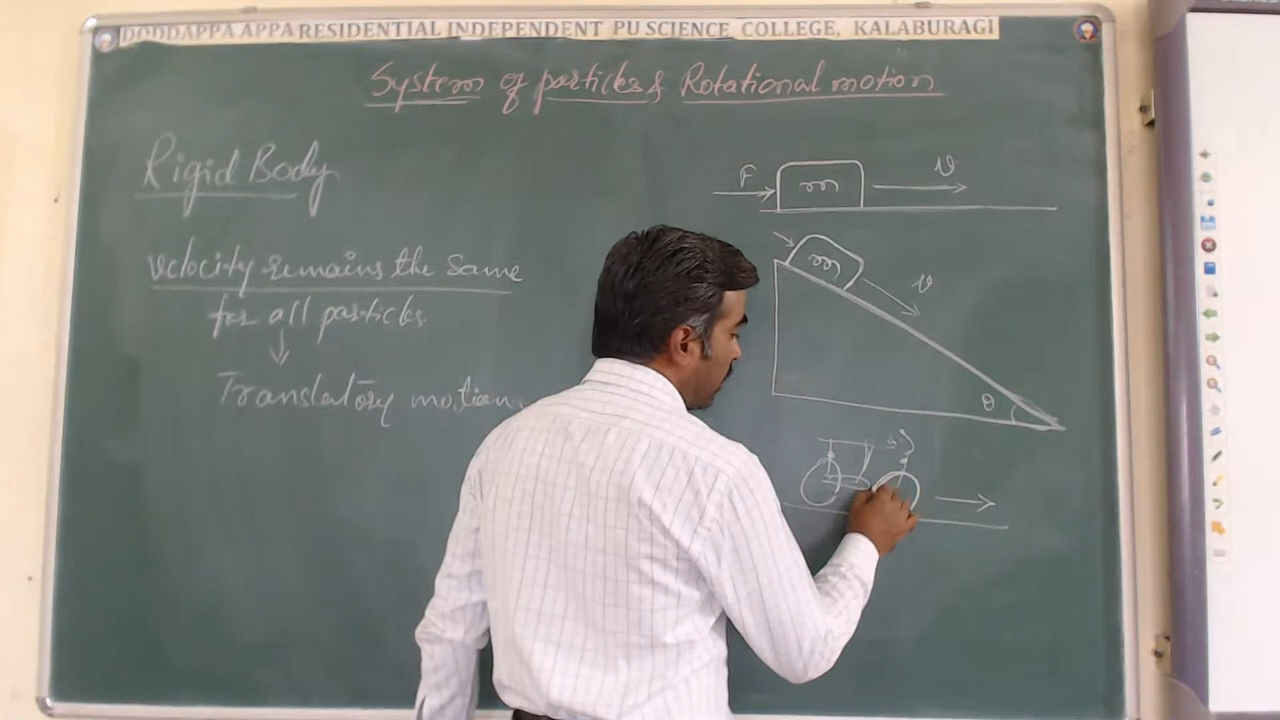 DODDAPPA APPA RESIDENTIAL INDEPENDENT PU SCIENCE COLLEGE, KALABURAGI
System of particles & Rotational motion
Rigid Body
velocity remains the same
for all particles
↓
Translatory motion
F
m
v
m
v
θ